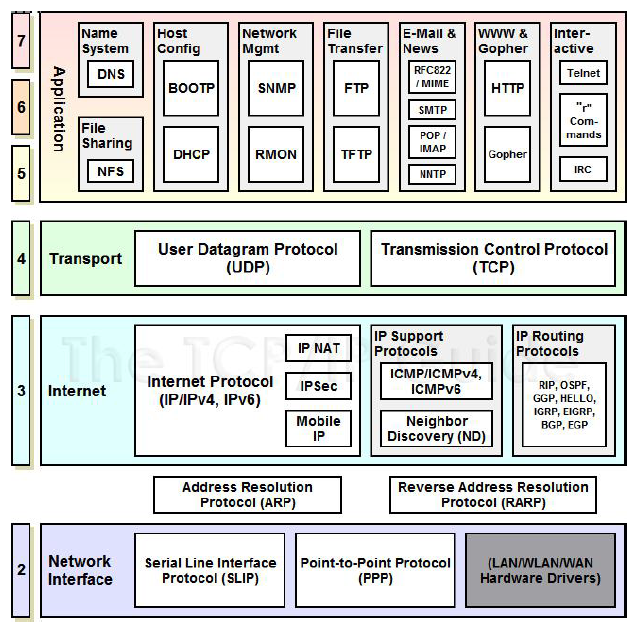 7
6
5
Application
Name
System
DNS
File
Sharing
NFS
Host
Config
BOOTP
DHCP
Network
Mgmt
SNMP
RMON
File
Transfer
FTP
TFTP
E-Mail &
News
RFC822
/ MIME
SMTP
POP /
IMAP
NNTP
WWW &
Gopher
HTTP
Gopher
Inter-
active
Telnet
"r"
Com-
mands
IRC
4
Transport
User Datagram Protocol
(UDP)
Transmission Control Protocol
(TCP)
The TCP/IP Guide
3
Internet
Internet Protocol
(IP/IPv4, IPv6)
IP NAT
IPSec
Mobile
IP
IP Support
Protocols
ICMP/ICMPv4,
ICMPv6
Neighbor
Discovery (ND)
IP Routing
Protocols
RIP, OSPF,
GGP, HELLO,
IGRP, EIGRP,
BGP, EGP
Address Resolution
Protocol (ARP)
Reverse Address Resolution
Protocol (RARP)
2
Network
Interface
Serial Line Interface
Protocol (SLIP)
Point-to-Point Protocol
(PPP)
(LAN/WLAN/WAN
Hardware Drivers)